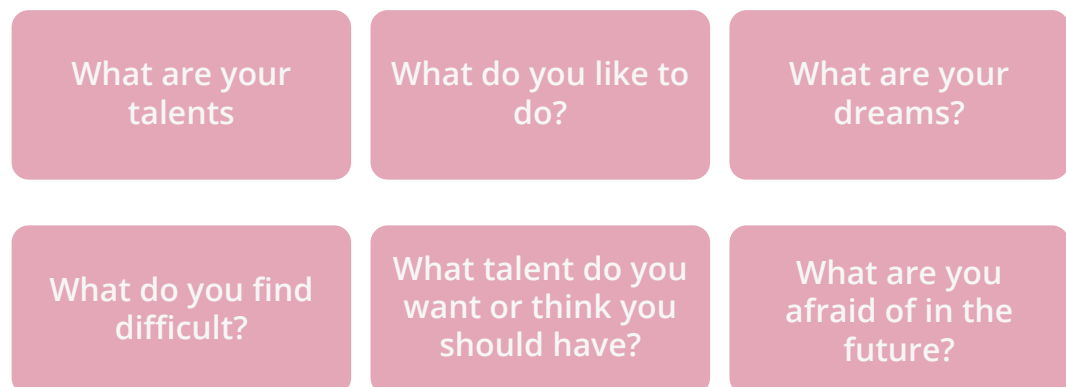 What are your
talents
What do you like to
do?
What are your
dreams?
What do you find
difficult?
What talent do you
want or think you
should have?
What are you
afraid of in the
future?